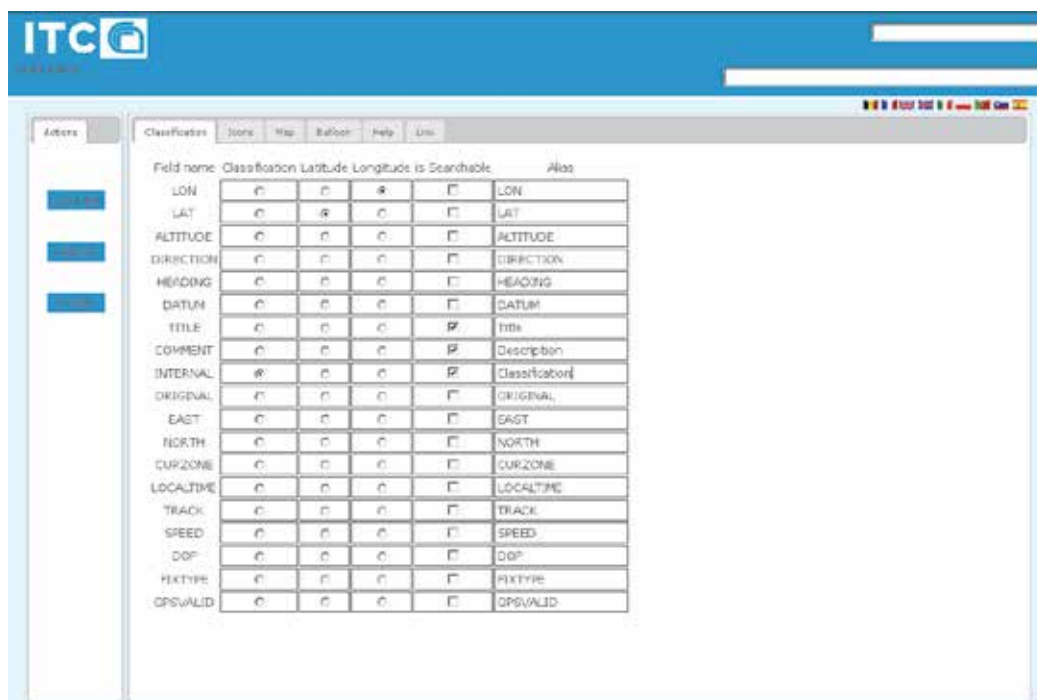 ITC
Actions
Classification Icons Map Balloon Help Link
Field name Classification Latitude Longitude is Searchable Alias
LON LON
LAT LAT
ALTITUDE ALTITUDE
DIRECTION DIRECTION
HEADING HEADING
DATUM DATUM
TITLE Title
COMMENT Description
INTERNAL Classification
ORIGINAL ORIGINAL
EAST EAST
NORTH NORTH
CURZONE CURZONE
LOCALTIME LOCALTIME
TRACK TRACK
SPEED SPEED
DOP DOP
FIXTYPE FIXTYPE
GPSVALID GPSVALID